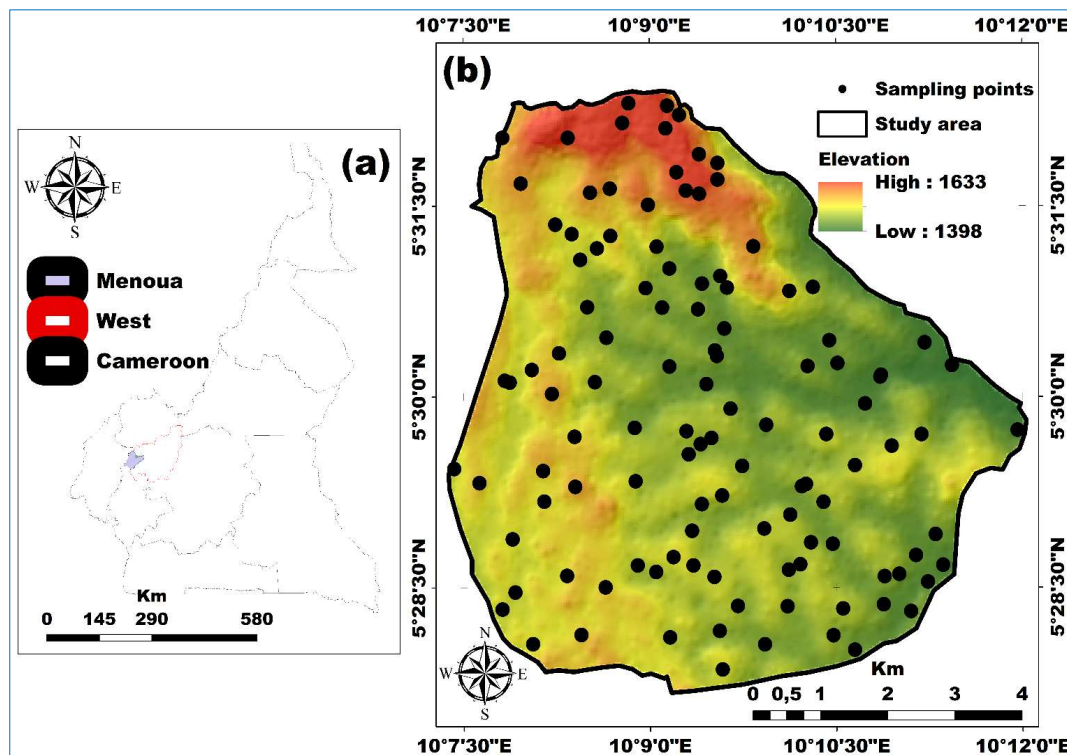 (a)
N
W E
S
Menoua
West
Cameroon
Km
0 145 290 580
10°7'30"E 10°9'0"E 10°10'30"E 10°12'0"E
(b)
Sampling points
Study area
Elevation
High : 1633
Low : 1398
5°31'30"N
5°30'0"N
5°28'30"N
5°31'30"N
5°30'0"N
5°28'30"N
N
W E
S
Km
0 0,5 1 2 3 4
10°7'30"E 10°9'0"E 10°10'30"E 10°12'0"E